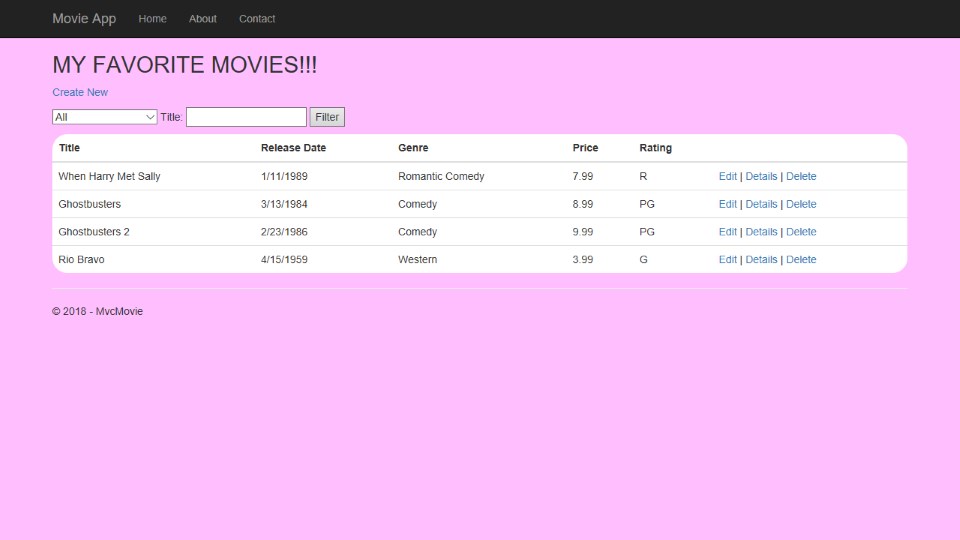 Movie App Home About Contact
MY FAVORITE MOVIES!!!
Create New
All Title: Filter
Title Release Date Genre Price Rating
When Harry Met Sally 1/11/1989 Romantic Comedy 7.99 R Edit | Details | Delete
Ghostbusters 3/13/1984 Comedy 8.99 PG Edit | Details | Delete
Ghostbusters 2 2/23/1986 Comedy 9.99 PG Edit | Details | Delete
Rio Bravo 4/15/1959 Western 3.99 G Edit | Details | Delete
© 2018 - MvcMovie